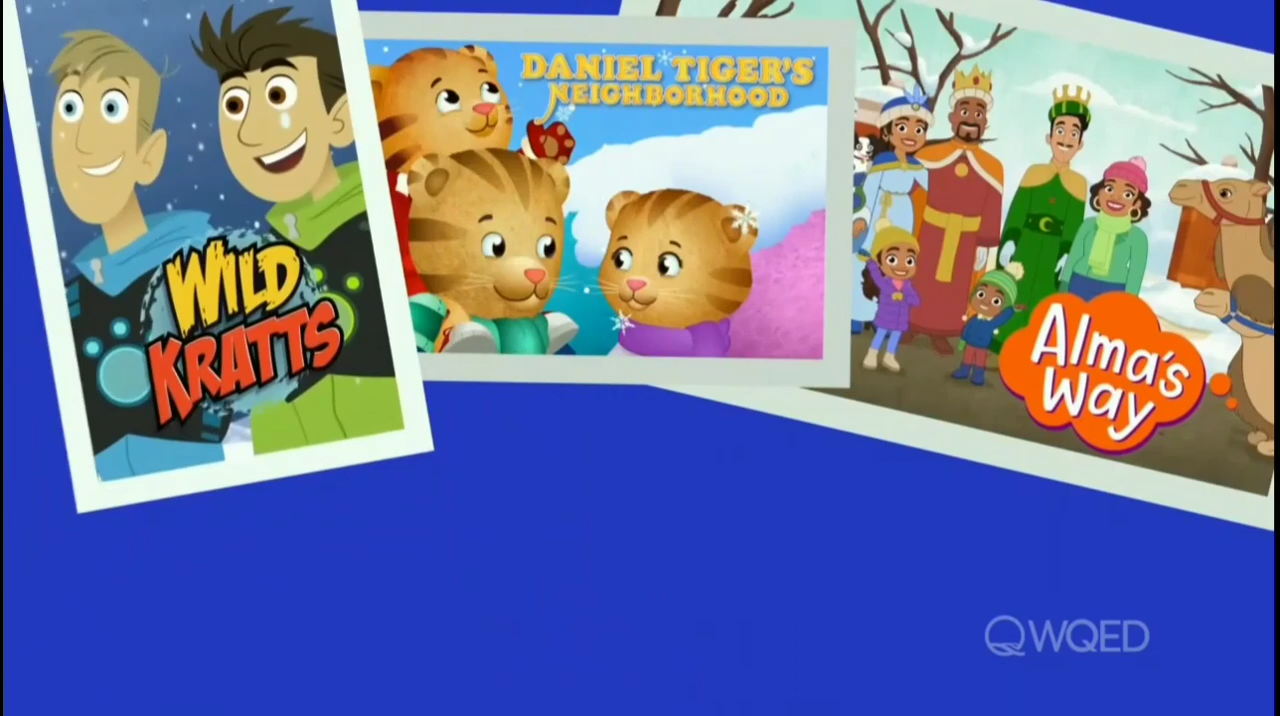 WILD
KRATTS
DANIEL TIGER'S
NEIGHBORHOOD
Alma's
Way
WQED